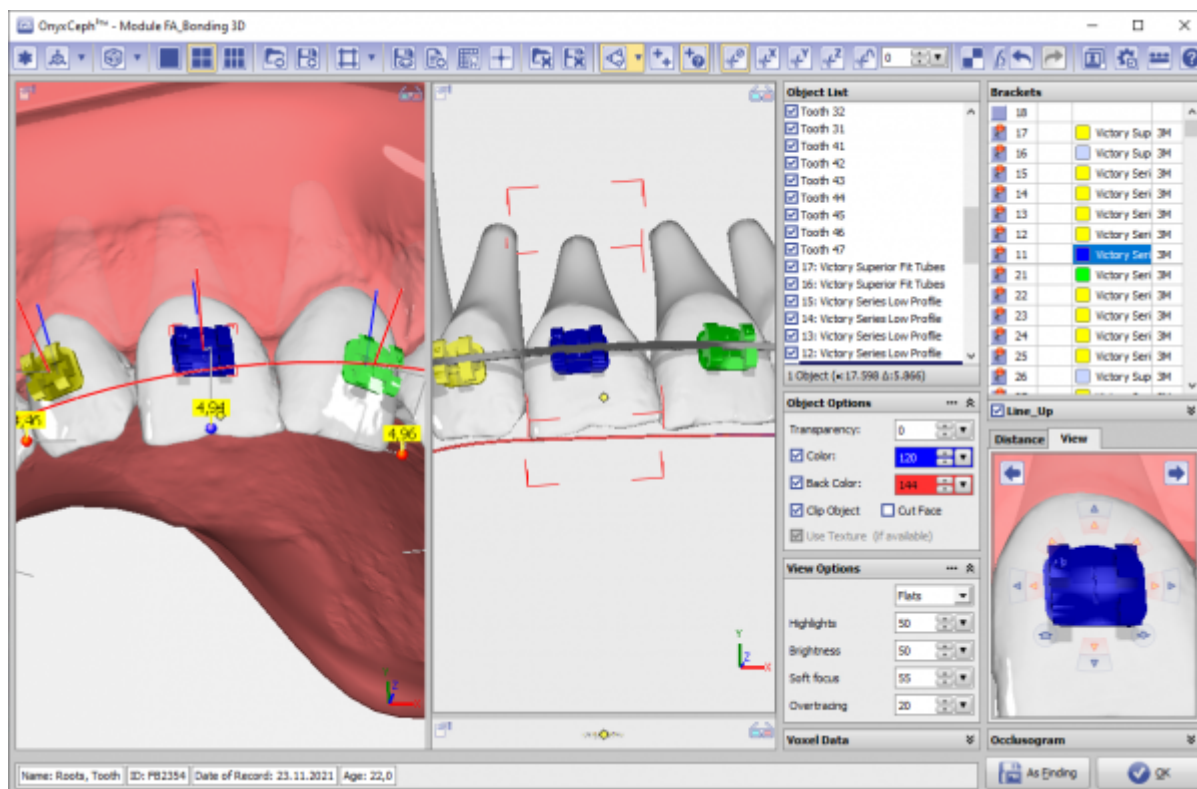 OnyxCeph³ᵗᵐ - Module FA_Bonding 3D
0
4,94
4,96
Y
Z
X
Y
Z
X
Object List
Tooth 32
Tooth 31
Tooth 41
Tooth 42
Tooth 43
Tooth 44
Tooth 45
Tooth 46
Tooth 47
17: Victory Superior Fit Tubes
16: Victory Superior Fit Tubes
15: Victory Series Low Profile
14: Victory Series Low Profile
13: Victory Series Low Profile
12: Victory Series Low Profile
Object Options
Transparency: 0
Color: 120
Back Color: 144
Clip Object Cut Face
Use Texture (if available)
View Options
Flats
Highlights 50
Brightness 50
Soft focus 55
Overtracing 20
Voxel Data
Brackets
18
17 Victory Sup 3M
16 Victory Sup 3M
15 Victory Seri 3M
14 Victory Seri 3M
13 Victory Seri 3M
12 Victory Seri 3M
11 Victory Seri 3M
21 Victory Seri 3M
22 Victory Seri 3M
23 Victory Seri 3M
24 Victory Seri 3M
25 Victory Seri 3M
26 Victory Sup 3M
Line_Up
Distance View
Occlusogram
Name: Roots, Tooth ID: PB2354 Date of Record: 23.11.2021 Age: 22,0
As Finding OK